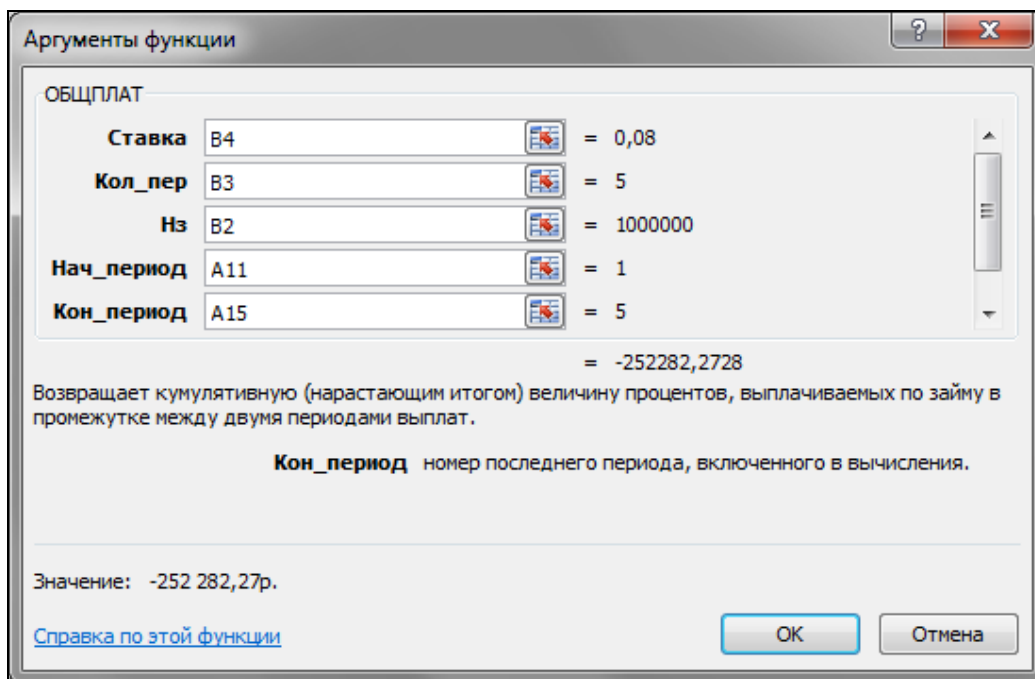 Аргументы функции
ОБЩПЛАТ
Ставка B4 = 0,08
Кол_пер B3 = 5
Нз B2 = 1000000
Нач_период A11 = 1
Кон_период A15 = 5
= -252282,2728
Возвращает кумулятивную (нарастающим итогом) величину процентов, выплачиваемых по займу в
промежутке между двумя периодами выплат.
Кон_период номер последнего периода, включенного в вычисления.
Значение: -252 282,27р.
Справка по этой функции
ОК Отмена